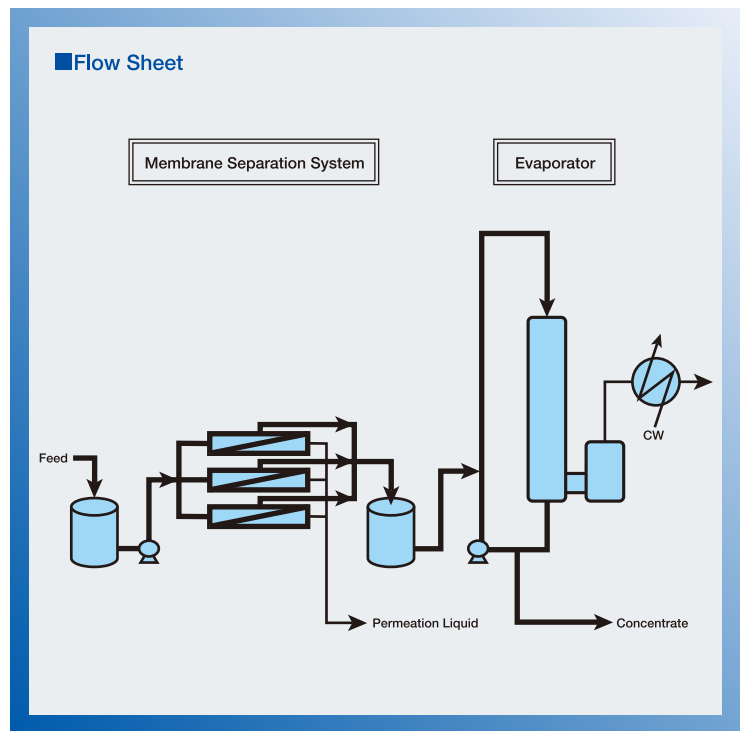 ■Flow Sheet
Membrane Separation System
Evaporator
Feed
CW
Permeation Liquid
Concentrate